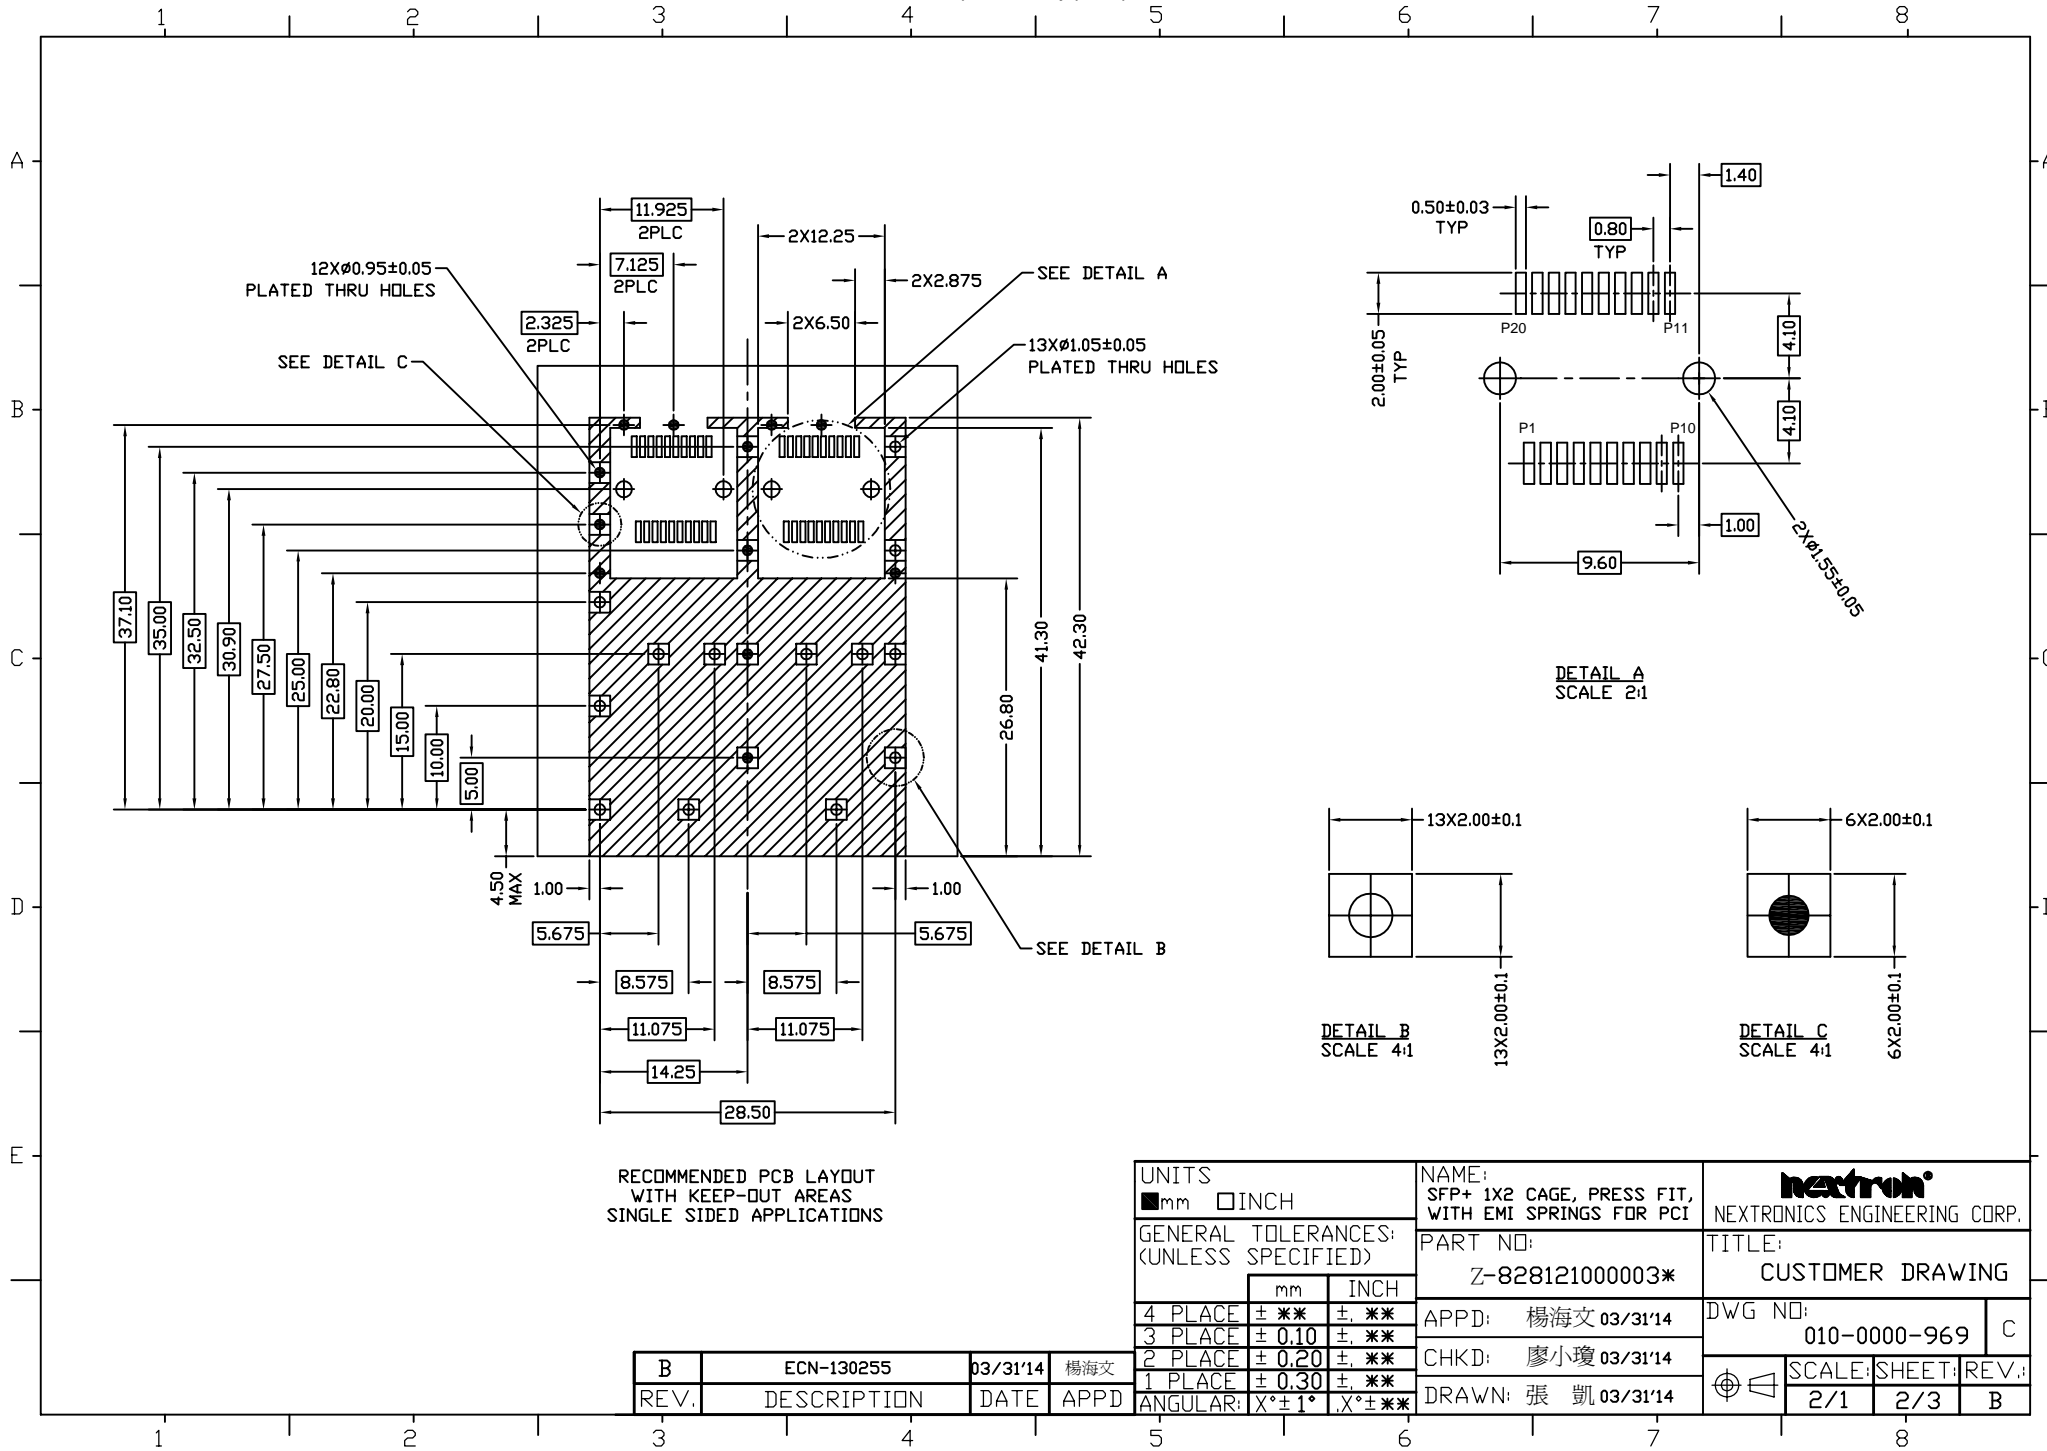 1 2 3 4 5 6 7 8
A
B
C
D
E
11.925
2PLC
7.125
2PLC
2.325
2PLC
2X12.25
2X2.875
2X6.50
12XØ0.95±0.05
PLATED THRU HOLES
SEE DETAIL C
SEE DETAIL A
13XØ1.05±0.05
PLATED THRU HOLES
37.10
35.00
32.50
30.90
27.50
25.00
22.80
20.00
15.00
10.00
5.00
4.50
MAX
26.80
41.30
42.30
1.00
1.00
5.675
5.675
SEE DETAIL B
8.575
8.575
11.075
11.075
14.25
28.50
RECOMMENDED PCB LAYOUT
WITH KEEP-OUT AREAS
SINGLE SIDED APPLICATIONS
1.40
0.50±0.03
TYP
0.80
TYP
2.00±0.05
TYP
P20
P11
4.10
4.10
P1
P10
1.00
9.60
2XØ1.55±0.05
DETAIL A
SCALE 2:1
13X2.00±0.1
13X2.00±0.1
DETAIL B
SCALE 4:1
6X2.00±0.1
6X2.00±0.1
DETAIL C
SCALE 4:1
UNITS
mm INCH
GENERAL TOLERANCES:
(UNLESS SPECIFIED)
mm INCH
4 PLACE ± ** ±. **
3 PLACE ± 0.10 ±. **
2 PLACE ± 0.20 ±. **
1 PLACE ± 0.30 ±. **
ANGULAR: X°± 1° .X°± **
NAME:
SFP+ 1X2 CAGE, PRESS FIT,
WITH EMI SPRINGS FOR PCI
PART NO:
Z-828121000003*
APPD: 楊海文 03/31'14
CHKD: 廖小瓊 03/31'14
DRAWN: 張 凱 03/31'14
nextron®
NEXTRONICS ENGINEERING CORP.
TITLE:
CUSTOMER DRAWING
DWG NO:
010-0000-969 C
SCALE: SHEET: REV.:
2/1 2/3 B
B ECN-130255 03/31'14 楊海文
REV. DESCRIPTION DATE APPD
1 2 3 4 5 6 7 8